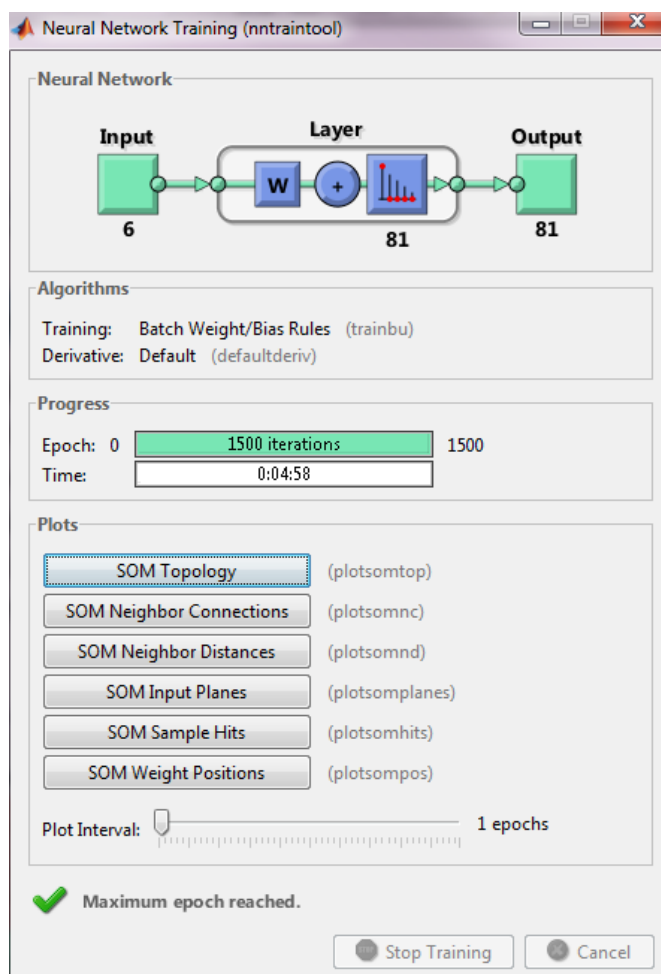 Neural Network Training (nntraintool)
Neural Network
Input
Layer
Output
W
+
6
81
81
Algorithms
Training: Batch Weight/Bias Rules (trainbu)
Derivative: Default (defaultderiv)
Progress
Epoch: 0 1500 iterations 1500
Time: 0:04:58
Plots
SOM Topology (plotsomtop)
SOM Neighbor Connections (plotsomnc)
SOM Neighbor Distances (plotsomnd)
SOM Input Planes (plotsomplanes)
SOM Sample Hits (plotsomhits)
SOM Weight Positions (plotsompos)
Plot Interval: 1 epochs
Maximum epoch reached.
Stop Training Cancel